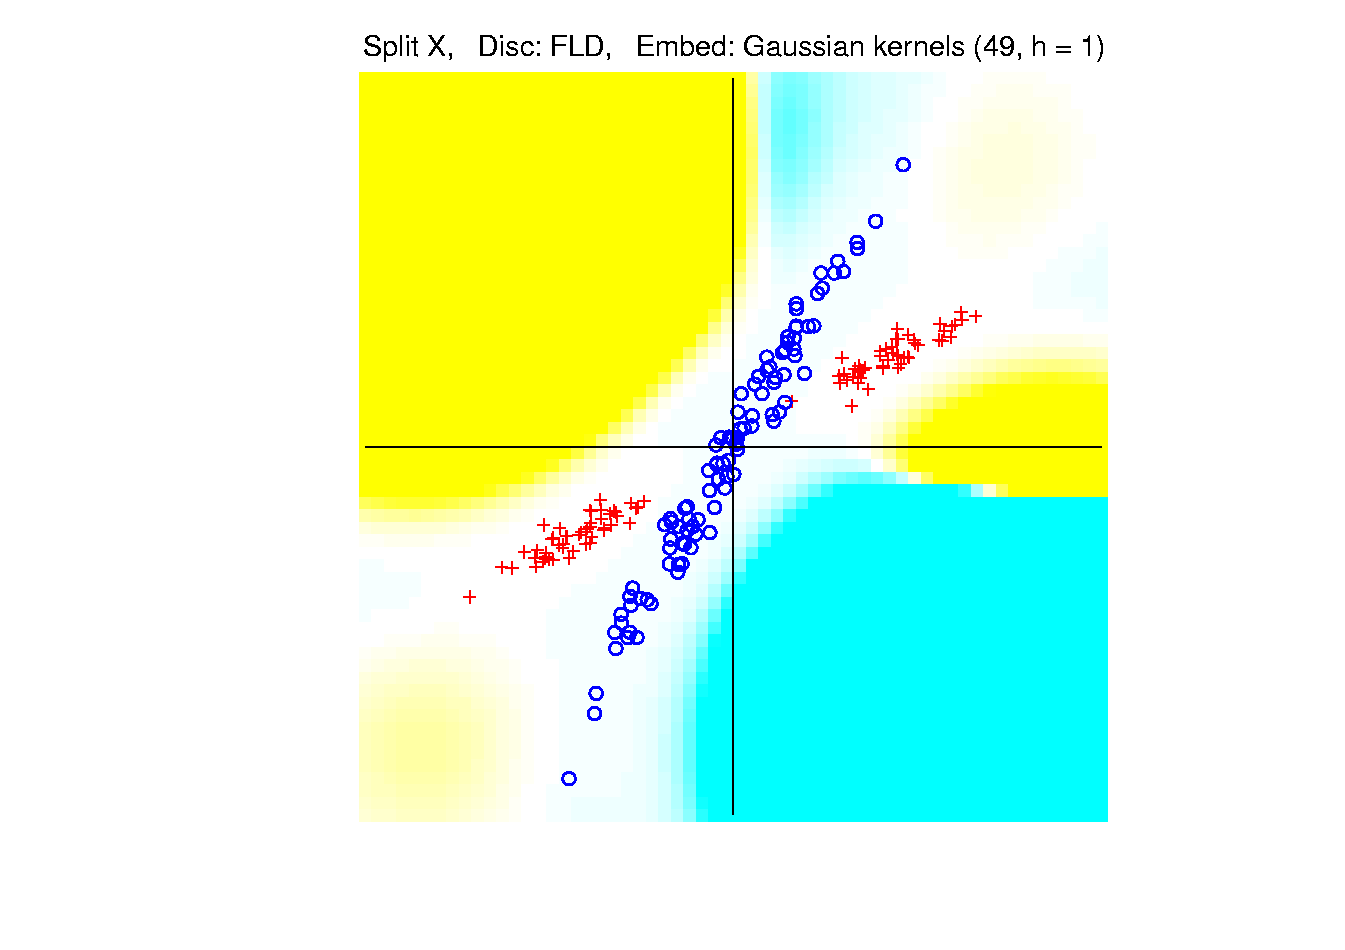 Split X, Disc: FLD, Embed: Gaussian kernels (49, h = 1)